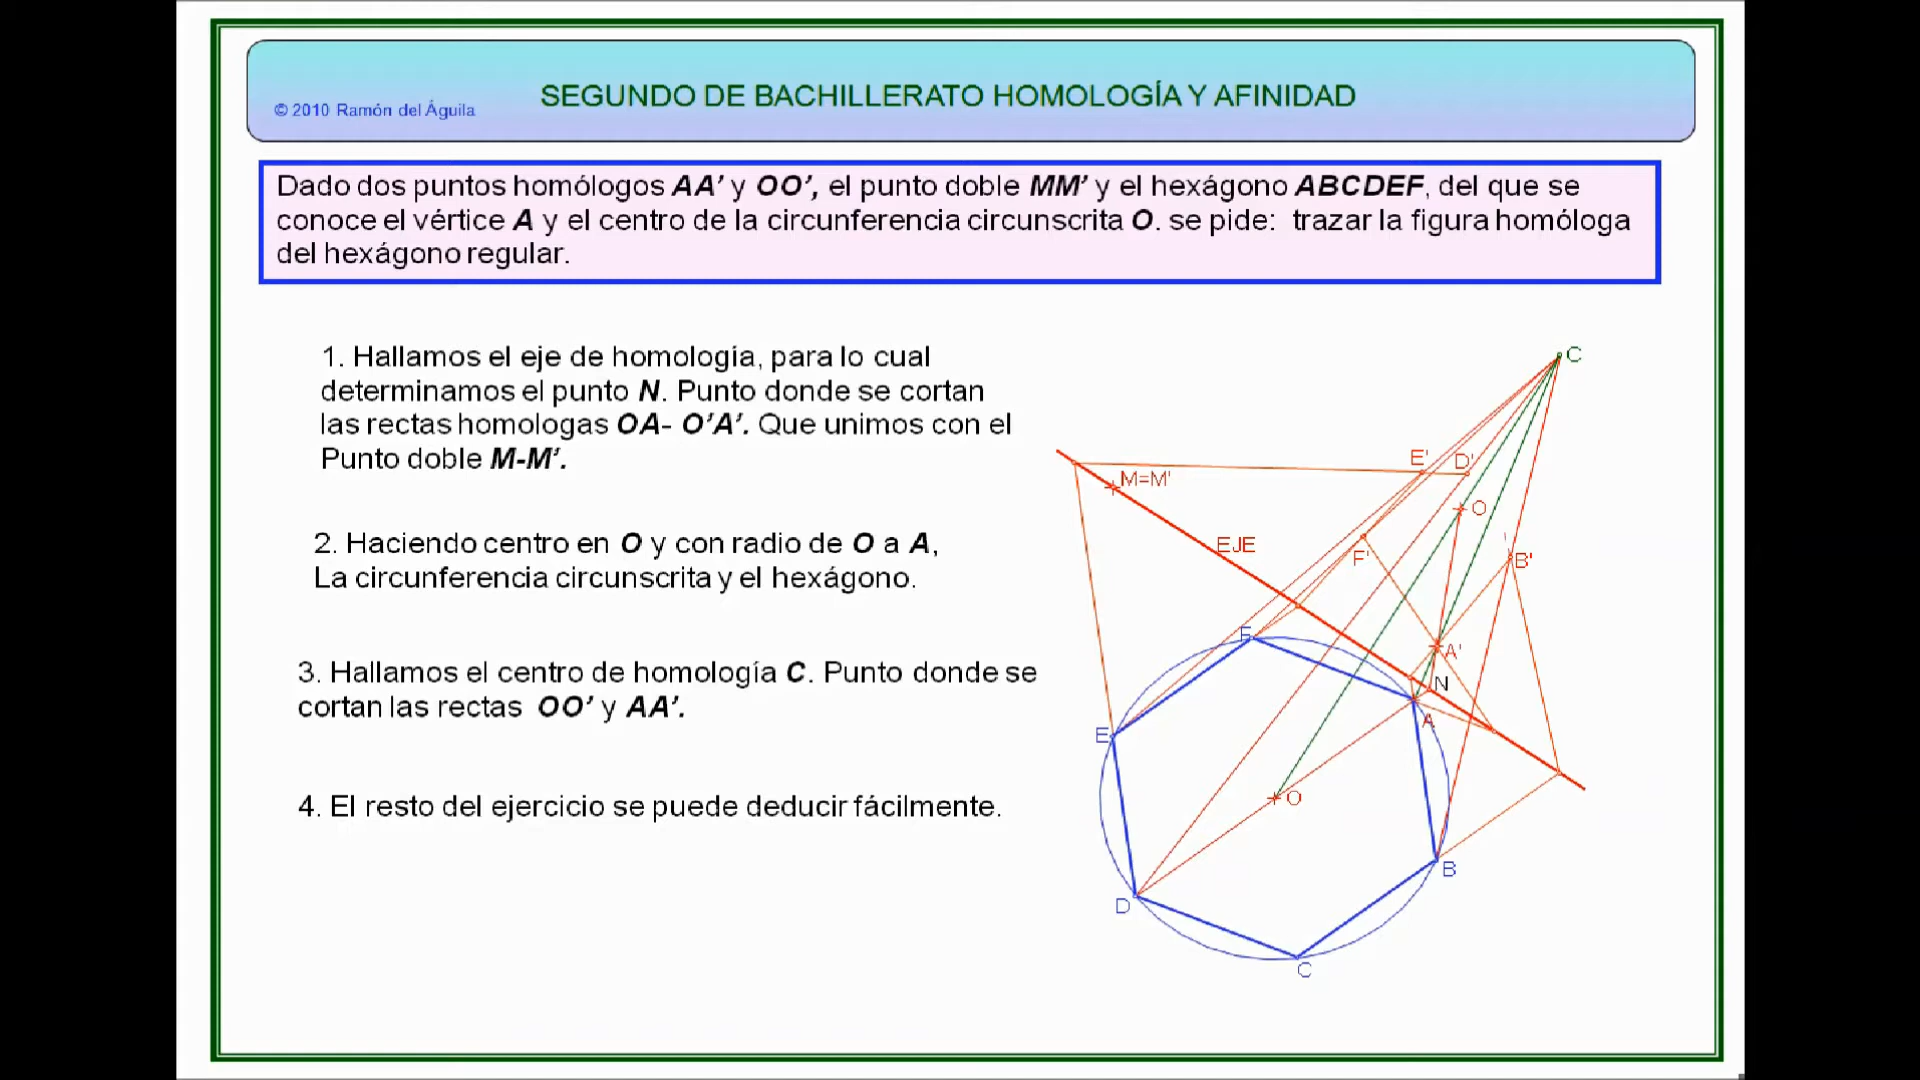 © 2010 Ramón del Águila
SEGUNDO DE BACHILLERATO HOMOLOGÍA Y AFINIDAD
Dado dos puntos homólogos AA’ y OO’, el punto doble MM’ y el hexágono ABCDEF, del que se
conoce el vértice A y el centro de la circunferencia circunscrita O. se pide: trazar la figura homóloga
del hexágono regular.
1. Hallamos el eje de homología, para lo cual
determinamos el punto N. Punto donde se cortan
las rectas homologas OA- O’A’. Que unimos con el
Punto doble M-M’.
2. Haciendo centro en O y con radio de O a A,
La circunferencia circunscrita y el hexágono.
3. Hallamos el centro de homología C. Punto donde se
cortan las rectas OO’ y AA’.
4. El resto del ejercicio se puede deducir fácilmente.
C
E'
D'
M=M'
O
'
EJE
F'
B'
F
A'
N
A
E
O
B
D
C